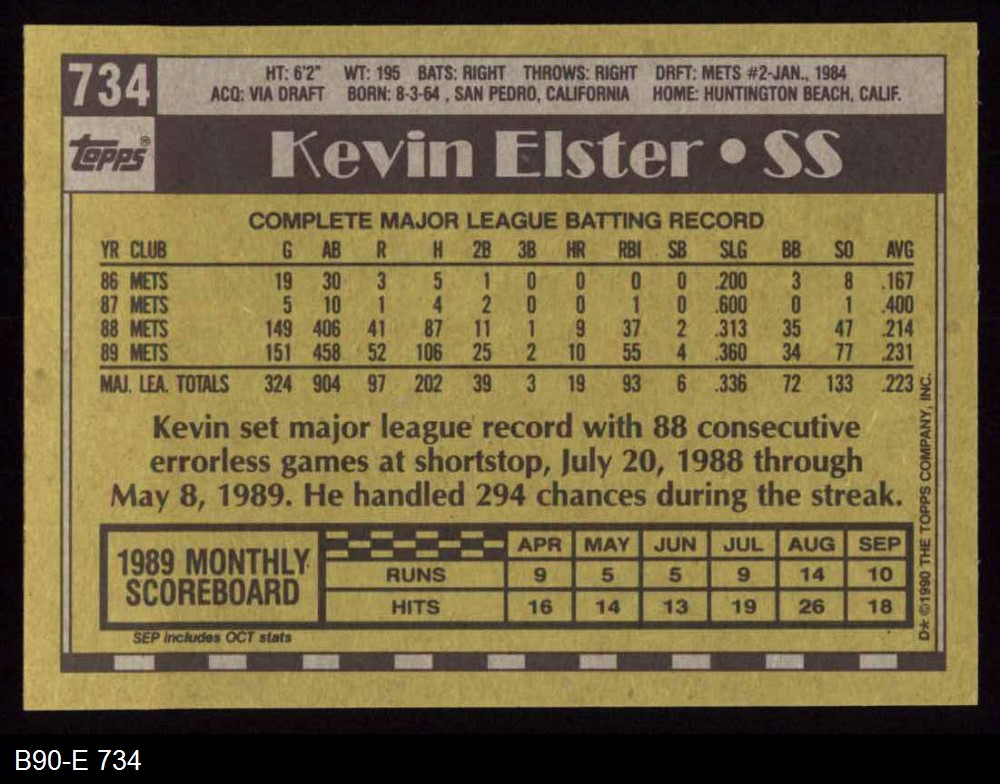 734
HT: 6'2" WT: 195 BATS: RIGHT THROWS: RIGHT DRFT: METS #2-JAN., 1984
ACQ: VIA DRAFT BORN: 8-3-64 , SAN PEDRO, CALIFORNIA HOME: HUNTINGTON BEACH, CALIF.
topps®
Kevin Elster • SS
COMPLETE MAJOR LEAGUE BATTING RECORD
YR CLUB G AB R H 2B 3B HR RBI SB SLG BB SO AVG
86 METS 19 30 3 5 1 0 0 0 0 .200 3 8 .167
87 METS 5 10 1 4 2 0 0 1 0 .600 0 1 .400
88 METS 149 406 41 87 11 1 9 37 2 .313 35 47 .214
89 METS 151 458 52 106 25 2 10 55 4 .360 34 77 .231
MAJ. LEA. TOTALS 324 904 97 202 39 3 19 93 6 .336 72 133 .223
Kevin set major league record with 88 consecutive
errorless games at shortstop, July 20, 1988 through
May 8, 1989. He handled 294 chances during the streak.
1989 MONTHLY
SCOREBOARD
APR MAY JUN JUL AUG SEP
RUNS 9 5 5 9 14 10
HITS 16 14 13 19 26 18
SEP includes OCT stats
D* ©1990 THE TOPPS COMPANY, INC.
B90-E 734